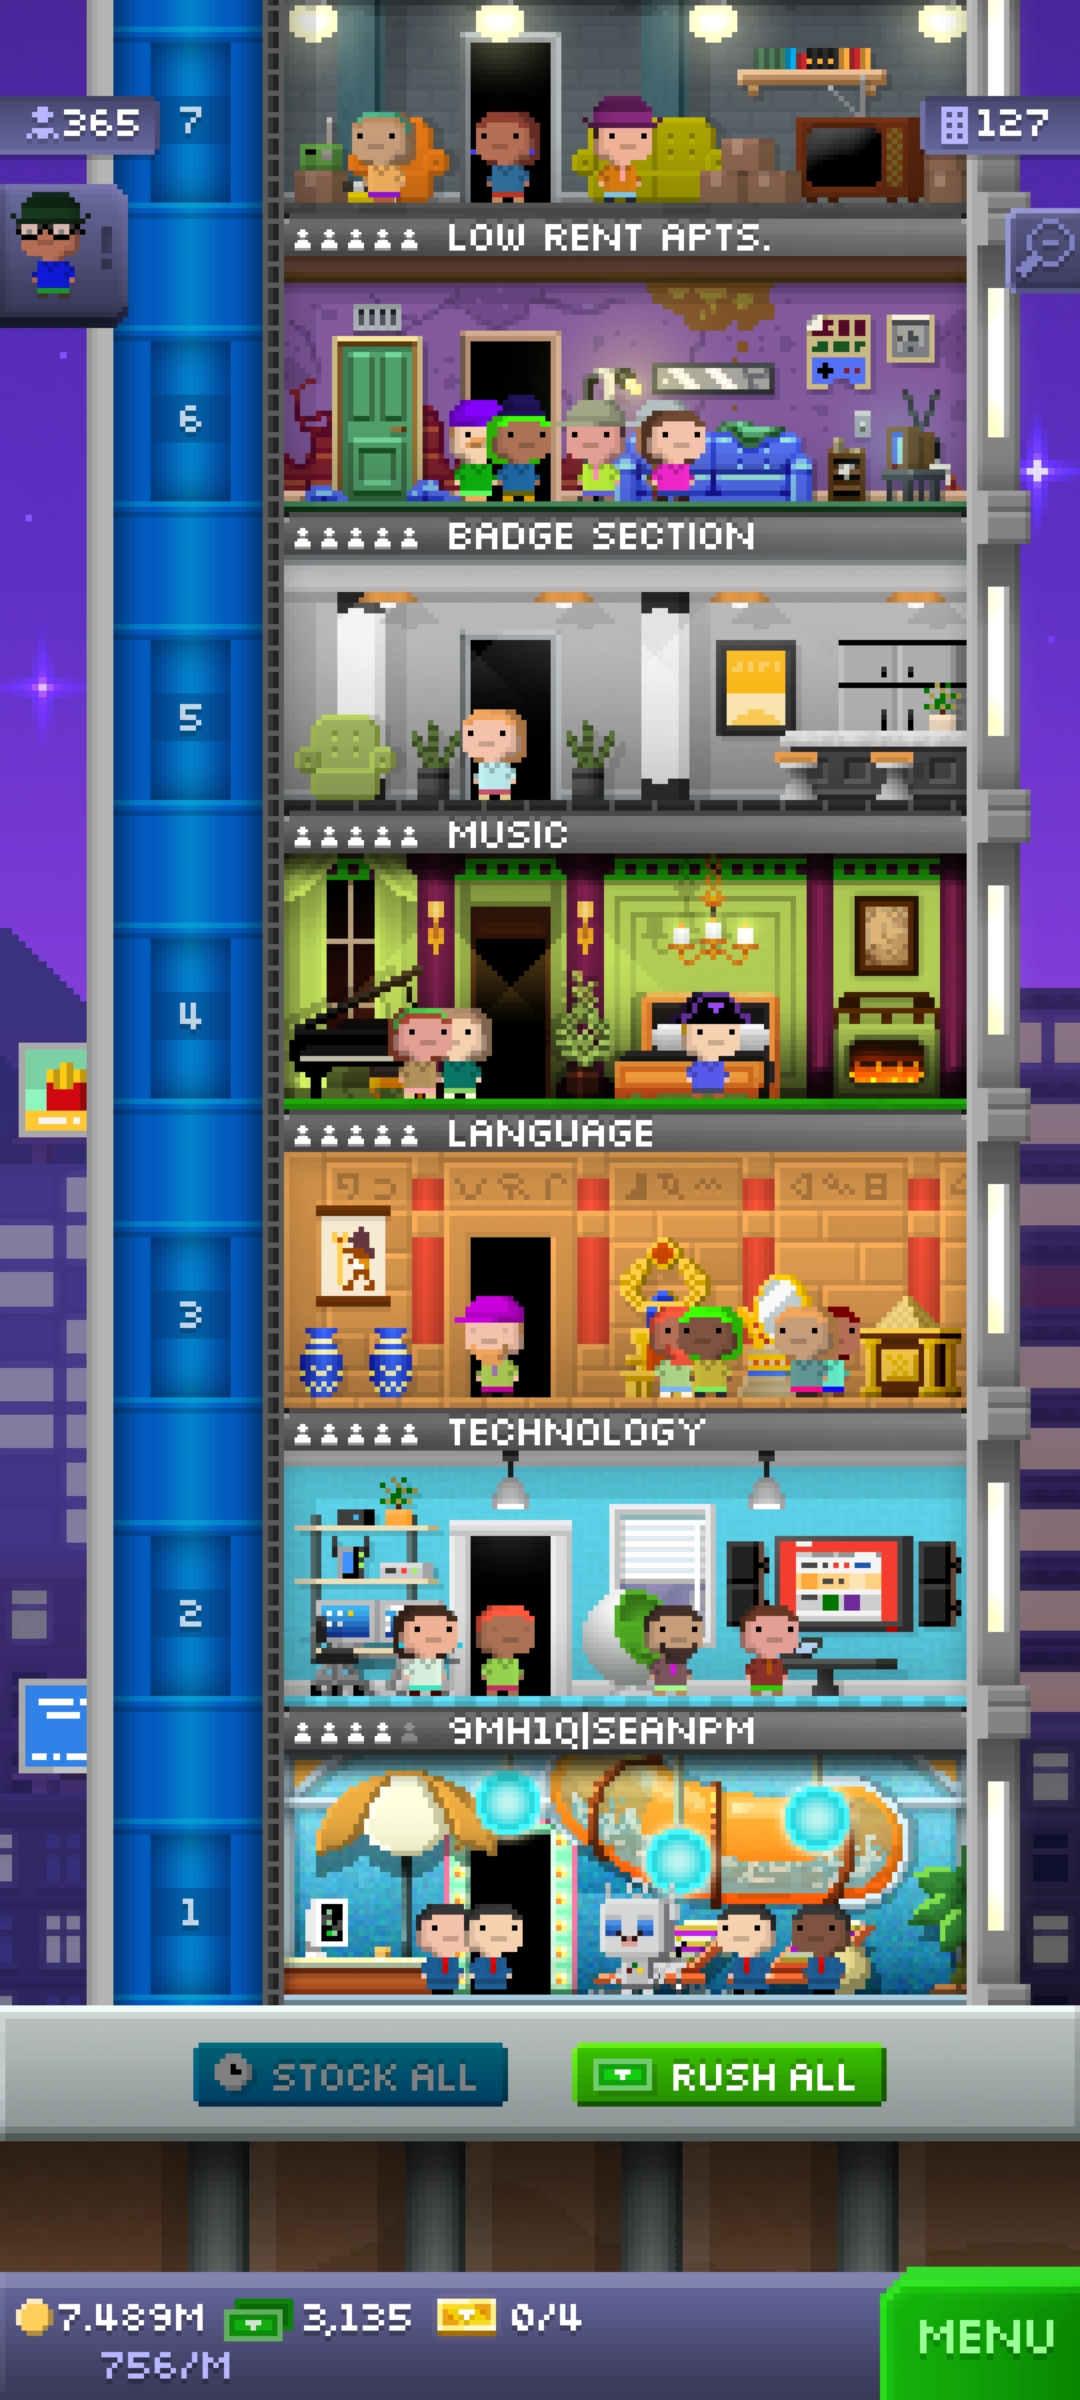 7
365
127
LOW RENT APTS.
6
BADGE SECTION
5
MUSIC
4
LANGUAGE
3
TECHNOLOGY
2
9MH1Q|SEANPM
1
STOCK ALL
RUSH ALL
7.489M 3,135 0/4
756/M
MENU